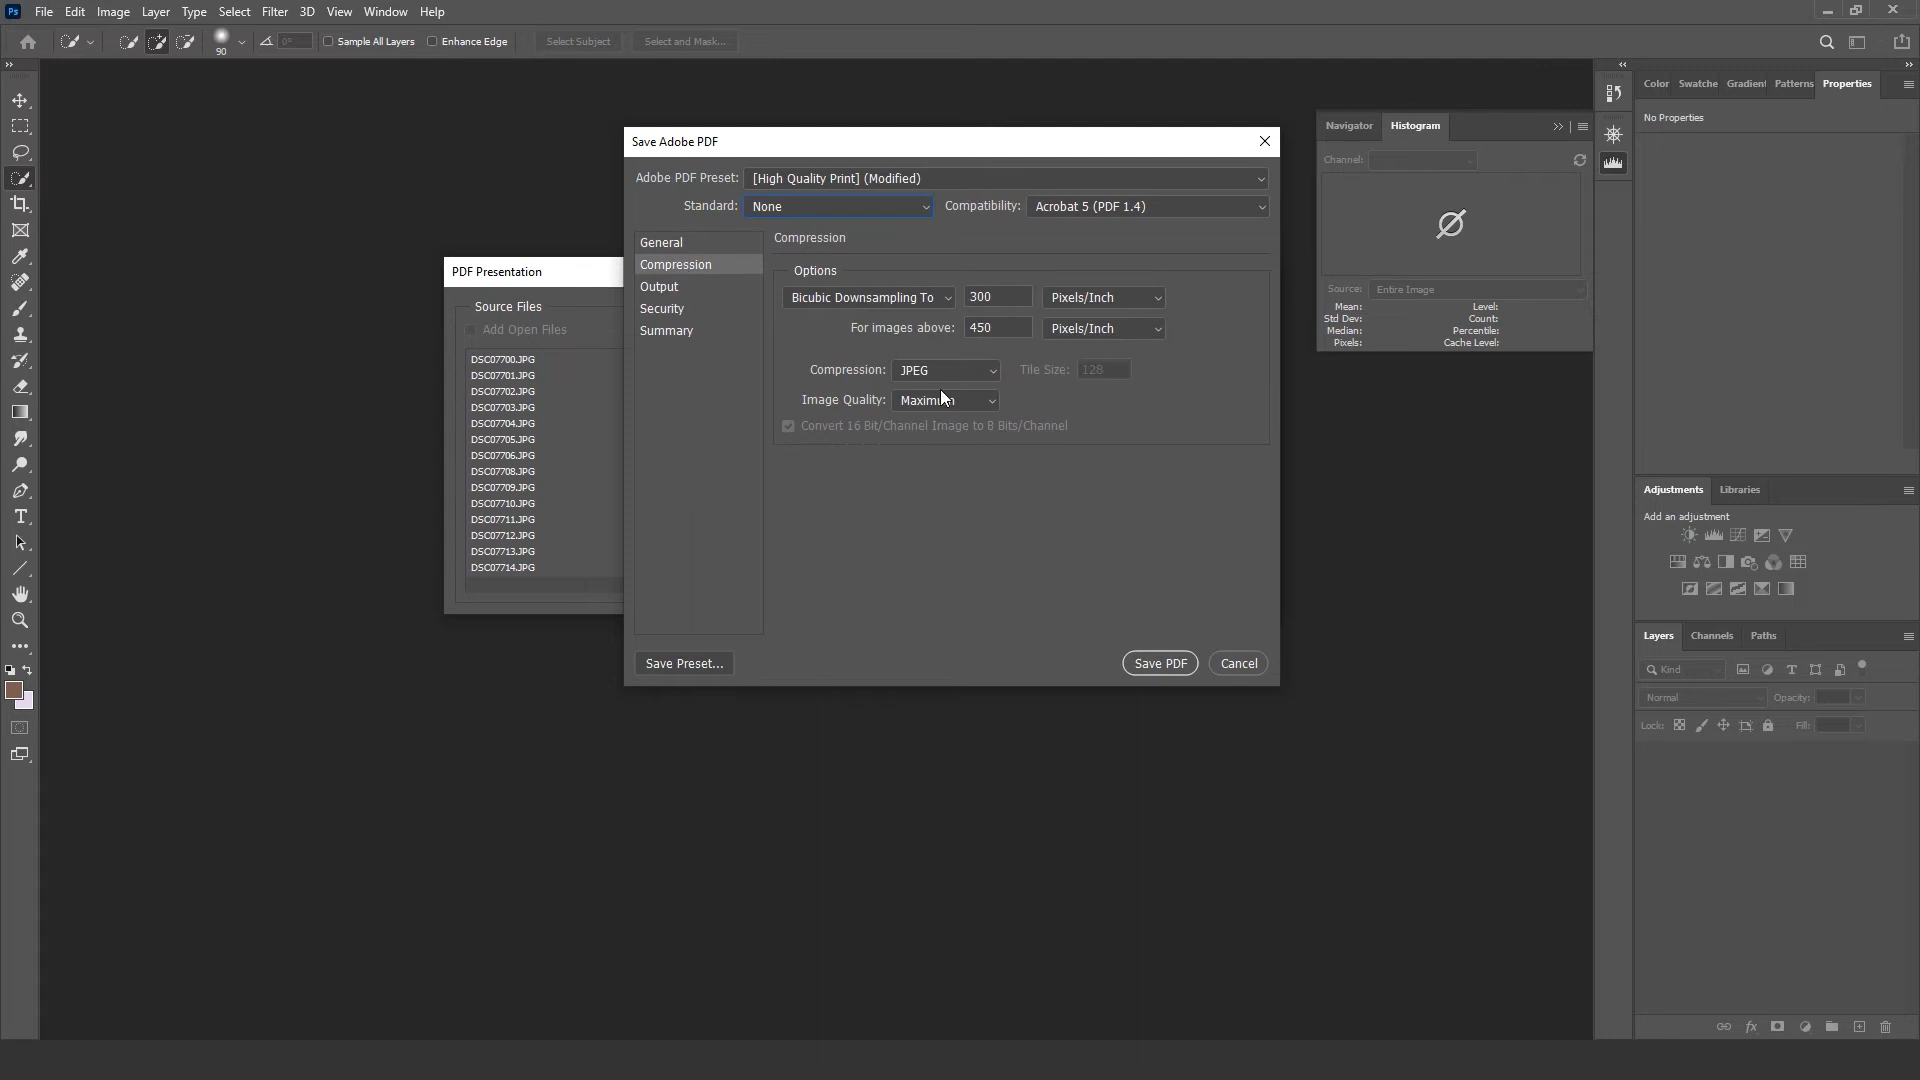 Ps File Edit Image Layer Type Select Filter 3D View Window Help
90 0° Sample All Layers Enhance Edge Select Subject Select and Mask...
Color Swatche Gradient Patterns Properties
No Properties
Navigator Histogram
Channel:
Source: Entire Image
Mean: Level:
Std Dev: Count:
Median: Percentile:
Pixels: Cache Level:
Save Adobe PDF
Adobe PDF Preset: [High Quality Print] (Modified)
Standard: None Compatibility: Acrobat 5 (PDF 1.4)
General
Compression
Output
Security
Summary
Compression
Options
Bicubic Downsampling To 300 Pixels/Inch
For images above: 450 Pixels/Inch
Compression: JPEG Tile Size: 128
Image Quality: Maximum
Convert 16 Bit/Channel Image to 8 Bits/Channel
Save Preset... Save PDF Cancel
PDF Presentation
Source Files
Add Open Files
DSC07700.JPG
DSC07701.JPG
DSC07702.JPG
DSC07703.JPG
DSC07704.JPG
DSC07705.JPG
DSC07706.JPG
DSC07708.JPG
DSC07709.JPG
DSC07710.JPG
DSC07711.JPG
DSC07712.JPG
DSC07713.JPG
DSC07714.JPG
Adjustments Libraries
Add an adjustment
Layers Channels Paths
Kind
Normal Opacity:
Lock: Fill: